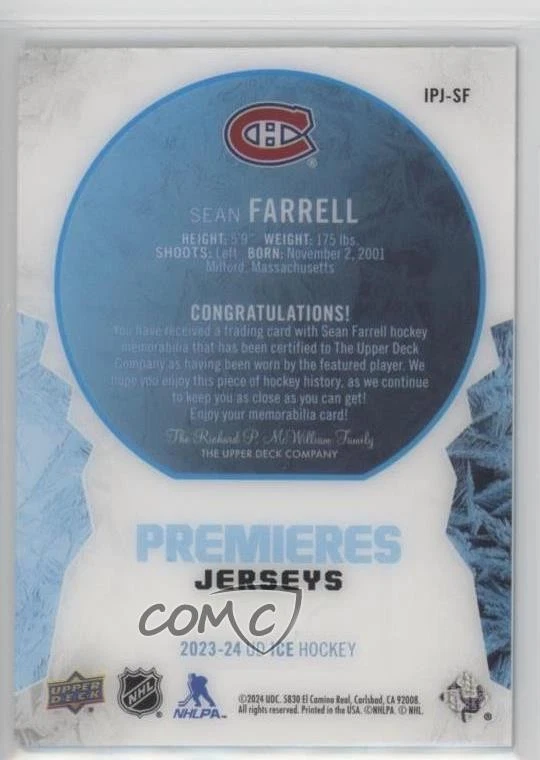 IPJ-SF
SEAN FARRELL
HEIGHT: 5'9" WEIGHT: 175 lbs.
SHOOTS: Left BORN: November 2, 2001
Milford, Massachusetts
CONGRATULATIONS!
You have received a trading card with Sean Farrell hockey
memorabilia that has been certified to The Upper Deck
Company as having been worn by the featured player. We
hope you enjoy this piece of hockey history, as we continue
to keep you as close as you can get!
Enjoy your memorabilia card!
The Richard P. McWilliam Family
THE UPPER DECK COMPANY
PREMIERES
JERSEYS
COMC
2023-24 UD ICE HOCKEY
UPPER DECK
NHL
NHLPA
©2024 UDC. 5830 El Camino Real, Carlsbad, CA 92008.
All rights reserved. Printed in the USA. ©NHLPA. © NHL.